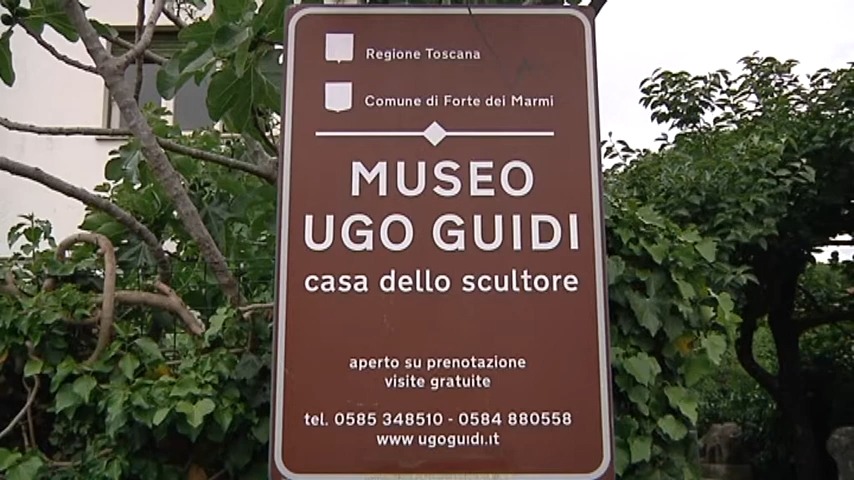 Regione Toscana
Comune di Forte dei Marmi
MUSEO
UGO GUIDI
casa dello scultore
aperto su prenotazione
visite gratuite
tel. 0585 348510 - 0584 880558
www ugoguidi.it